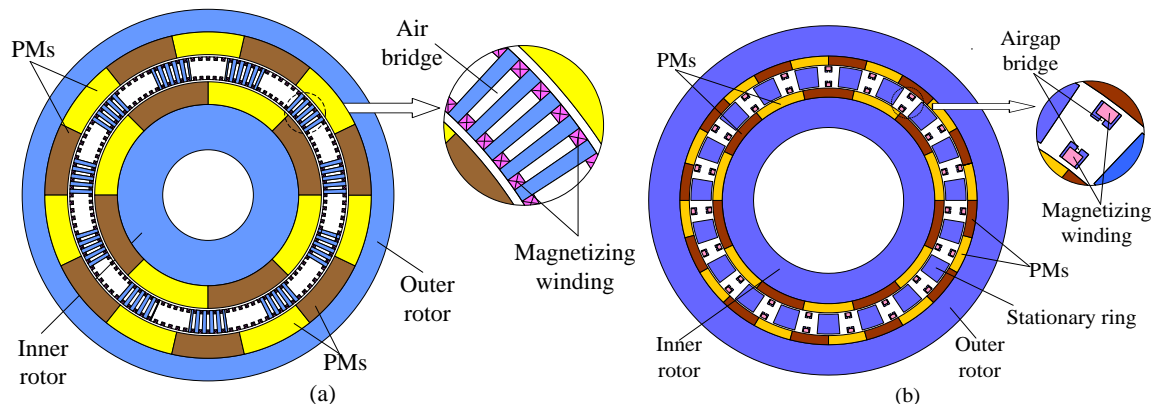 PMs
Air
bridge
Magnetizing
winding
Outer
rotor
Inner
rotor
PMs
(a)
Airgap
bridge
PMs
Magnetizing
winding
PMs
Stationary ring
Inner
rotor
Outer
rotor
(b)